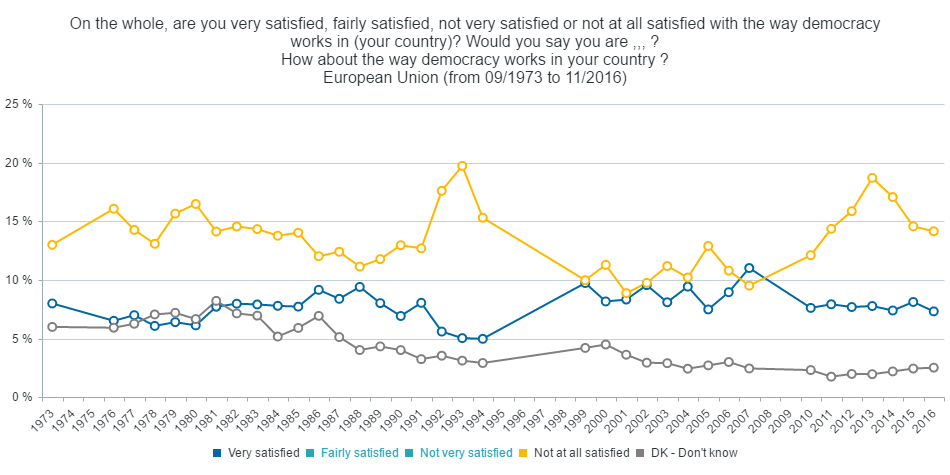 On the whole, are you very satisfied, fairly satisfied, not very satisfied or not at all satisfied with the way democracy
works in (your country)? Would you say you are ,,, ?
How about the way democracy works in your country ?
European Union (from 09/1973 to 11/2016)
25 %
20 %
15 %
10 %
5 %
0 %
1973 1974 1975 1976 1977 1978 1979 1980 1981 1982 1983 1984 1985 1986 1987 1988 1989 1990 1991 1992 1993 1994 1995 1996 1997 1998 1999 2000 2001 2002 2003 2004 2005 2006 2007 2008 2009 2010 2011 2012 2013 2014 2015 2016
Very satisfied Fairly satisfied Not very satisfied Not at all satisfied DK - Don't know